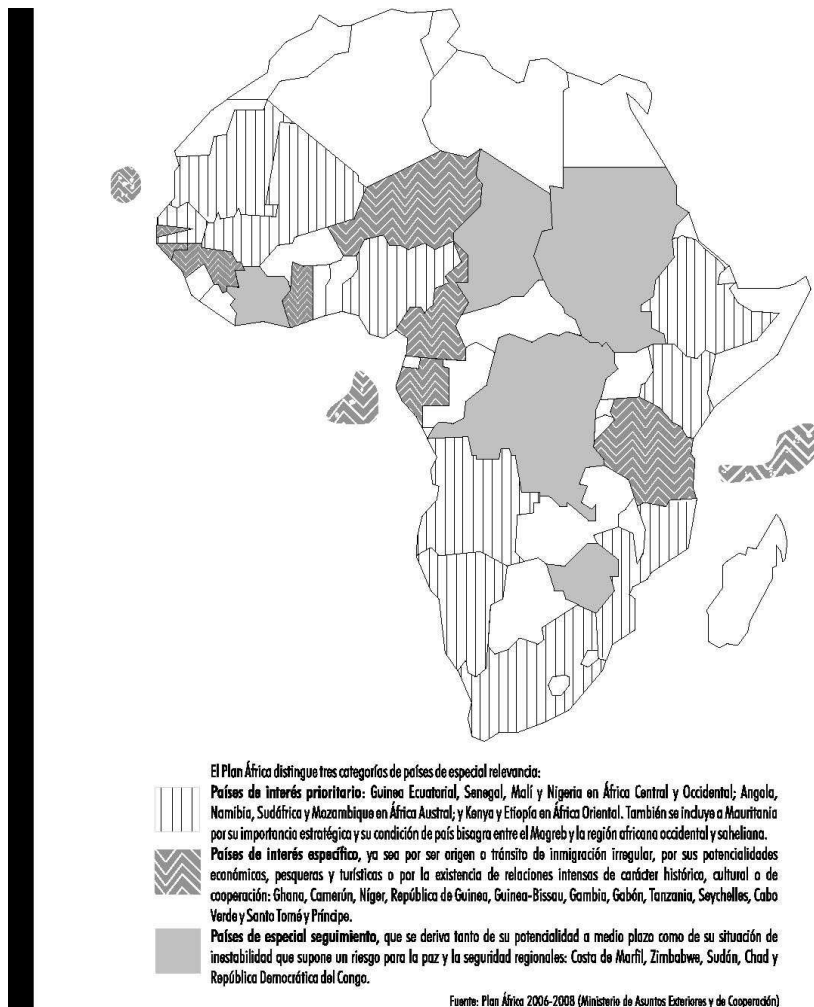 El Plan África distingue tres categorías de países de especial relevancia:
Países de interés prioritario: Guinea Ecuatorial, Senegal, Malí y Nigeria en África Central y Occidental; Angola,
Namibia, Sudáfrica y Mozambique en África Austral; y Kenya y Etiopía en África Oriental. También se incluye a Mauritania
por su importancia estratégica y su condición de país bisagra entre el Magreb y la región africana occidental y saheliana.
Países de interés específico, ya sea por ser origen o tránsito de inmigración irregular, por sus potencialidades
económicas, pesqueras y turísticas o por la existencia de relaciones intensas de carácter histórico, cultural o de
cooperación: Ghana, Camerún, Níger, República de Guinea, Guinea-Bissau, Gambia, Gabón, Tanzania, Seychelles, Cabo
Verde y Santo Tomé y Príncipe.
Países de especial seguimiento, que se deriva tanto de su potencialidad a medio plazo como de su situación de
inestabilidad que supone un riesgo para la paz y la seguridad regionales: Costa de Marfil, Zimbabwe, Sudán, Chad y
República Democrática del Congo.
Fuente: Plan África 2006-2008 (Ministerio de Asuntos Exteriores y de Cooperación)